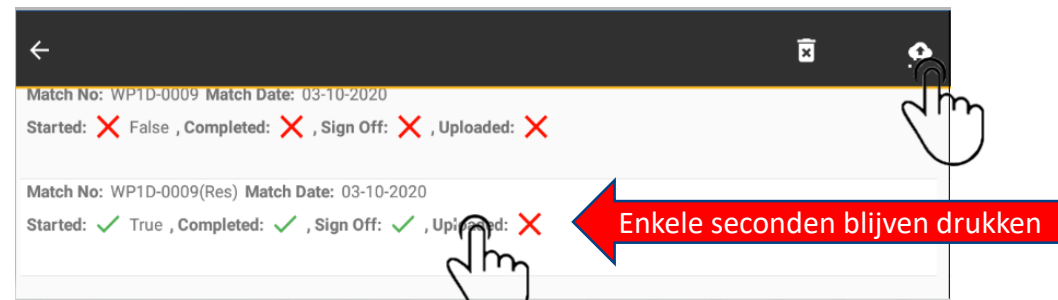 Match No: WP1D-0009 Match Date: 03-10-2020
Started: False , Completed: , Sign Off: , Uploaded:
Match No: WP1D-0009(Res) Match Date: 03-10-2020
Started: True , Completed: , Sign Off: , Uploaded:
Enkele seconden blijven drukken